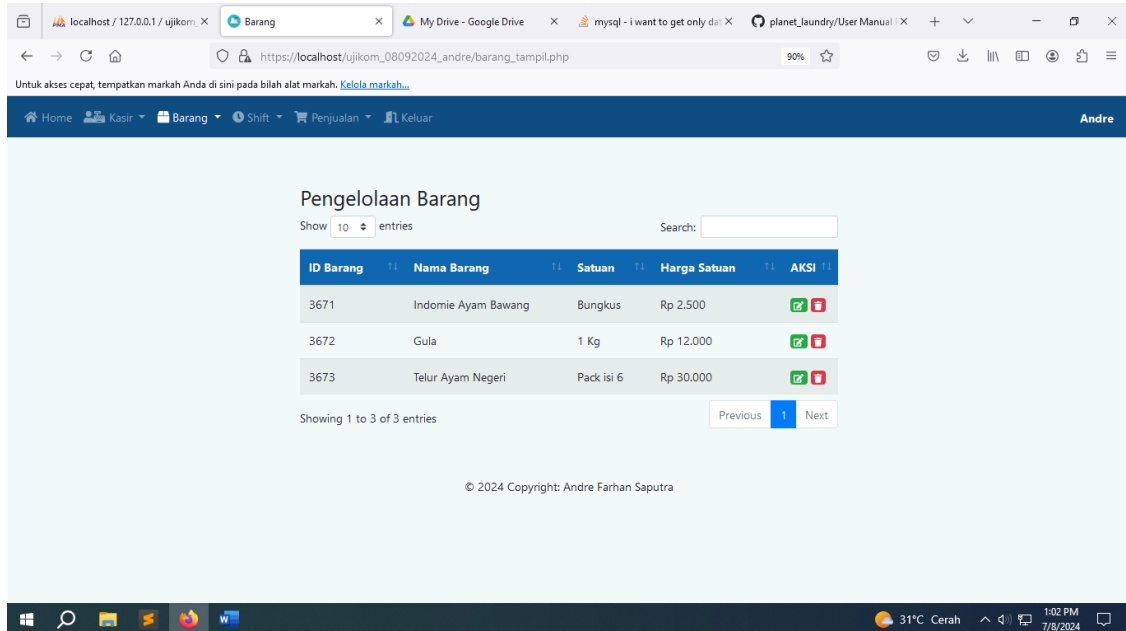 localhost / 127.0.0.1 / ujikom_
Barang
My Drive - Google Drive
mysql - i want to get only dat
planet_laundry/User Manual
https://localhost/ujikom_08092024_andre/barang_tampil.php
90%
Untuk akses cepat, tempatkan markah Anda di sini pada bilah alat markah. Kelola markah...
Home Kasir Barang Shift Penjualan Keluar Andre
Pengelolaan Barang
Show 10 entries Search:
ID Barang Nama Barang Satuan Harga Satuan AKSI
3671 Indomie Ayam Bawang Bungkus Rp 2.500
3672 Gula 1 Kg Rp 12.000
3673 Telur Ayam Negeri Pack isi 6 Rp 30.000
Showing 1 to 3 of 3 entries Previous 1 Next
© 2024 Copyright: Andre Farhan Saputra
31°C Cerah
1:02 PM
7/8/2024